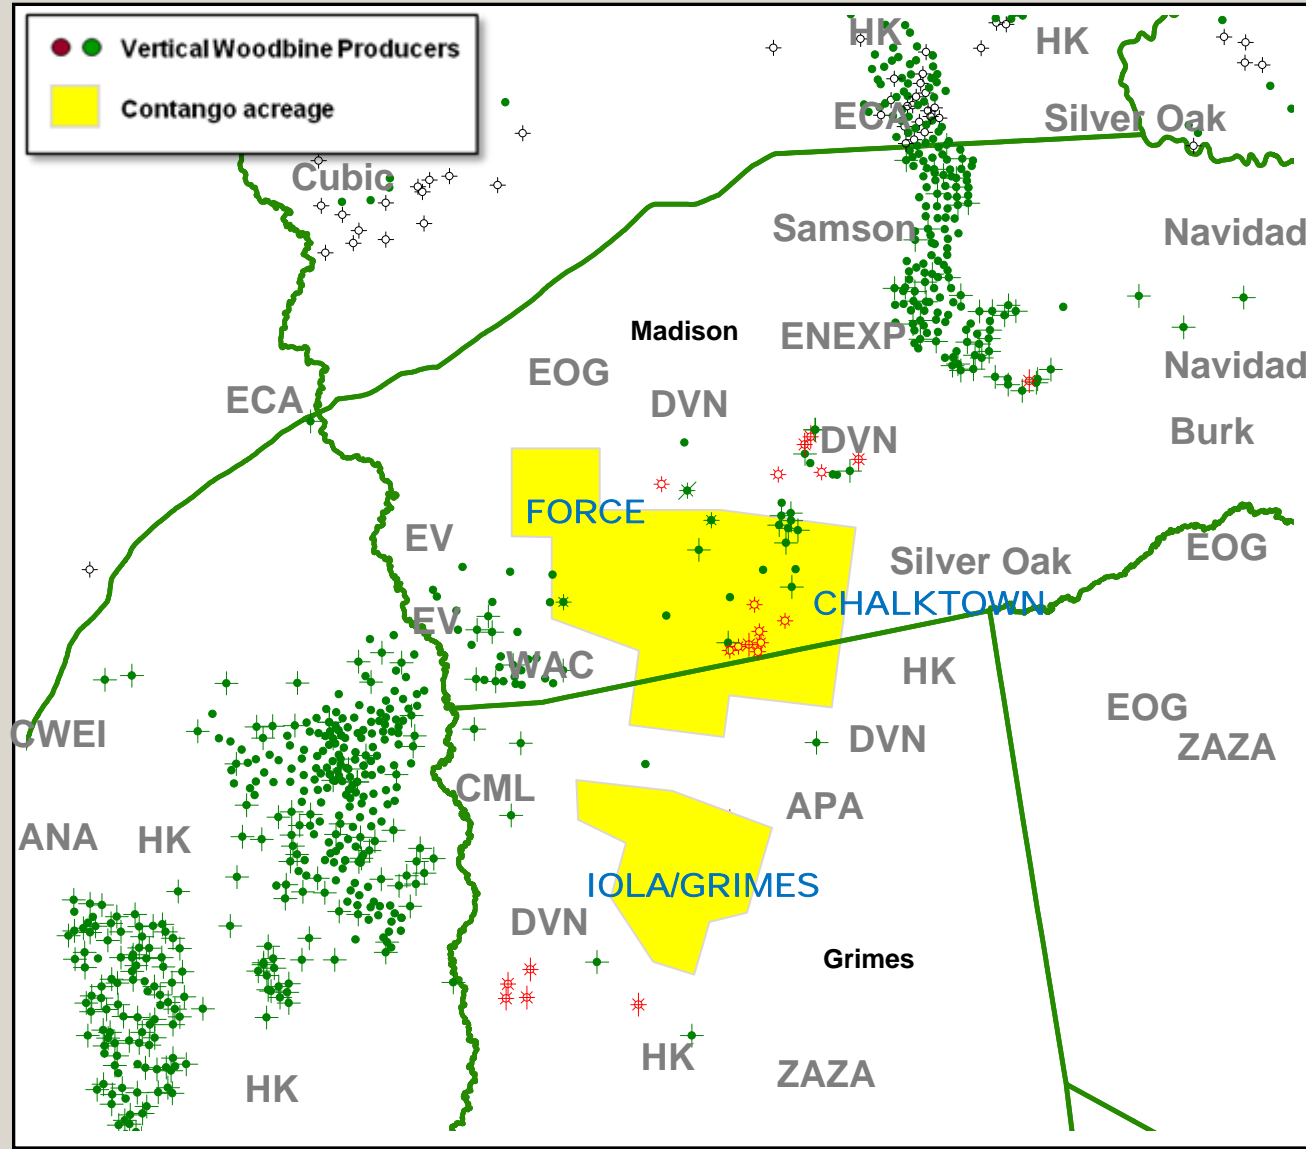 Vertical Woodbine Producers
Contango acreage
HK
HK
ECA
Silver Oak
Cubic
Samson
Navidad
Madison
ENEXP
EOG
Navidad
ECA
DVN
DVN
Burk
FORCE
EV
EOG
Silver Oak
CHALKTOWN
EV
WAC
HK
EOG
CWEI
DVN
ZAZA
CML
APA
ANA
HK
IOLA/GRIMES
DVN
Grimes
HK
ZAZA
HK